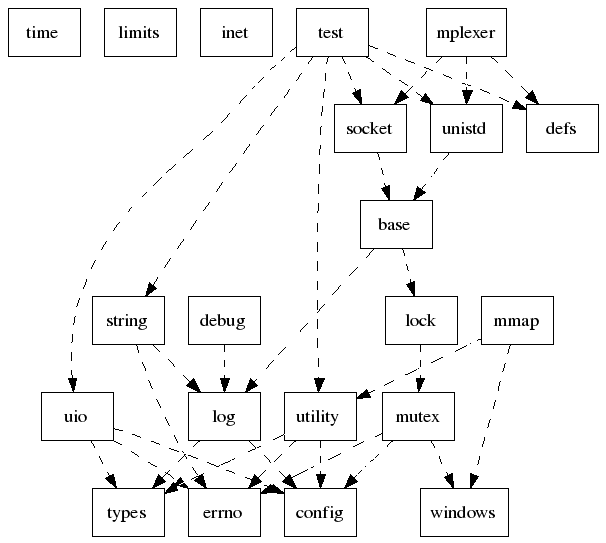 time
limits
inet
test
mplexer
socket
unistd
defs
base
string
debug
lock
mmap
uio
log
utility
mutex
types
errno
config
windows